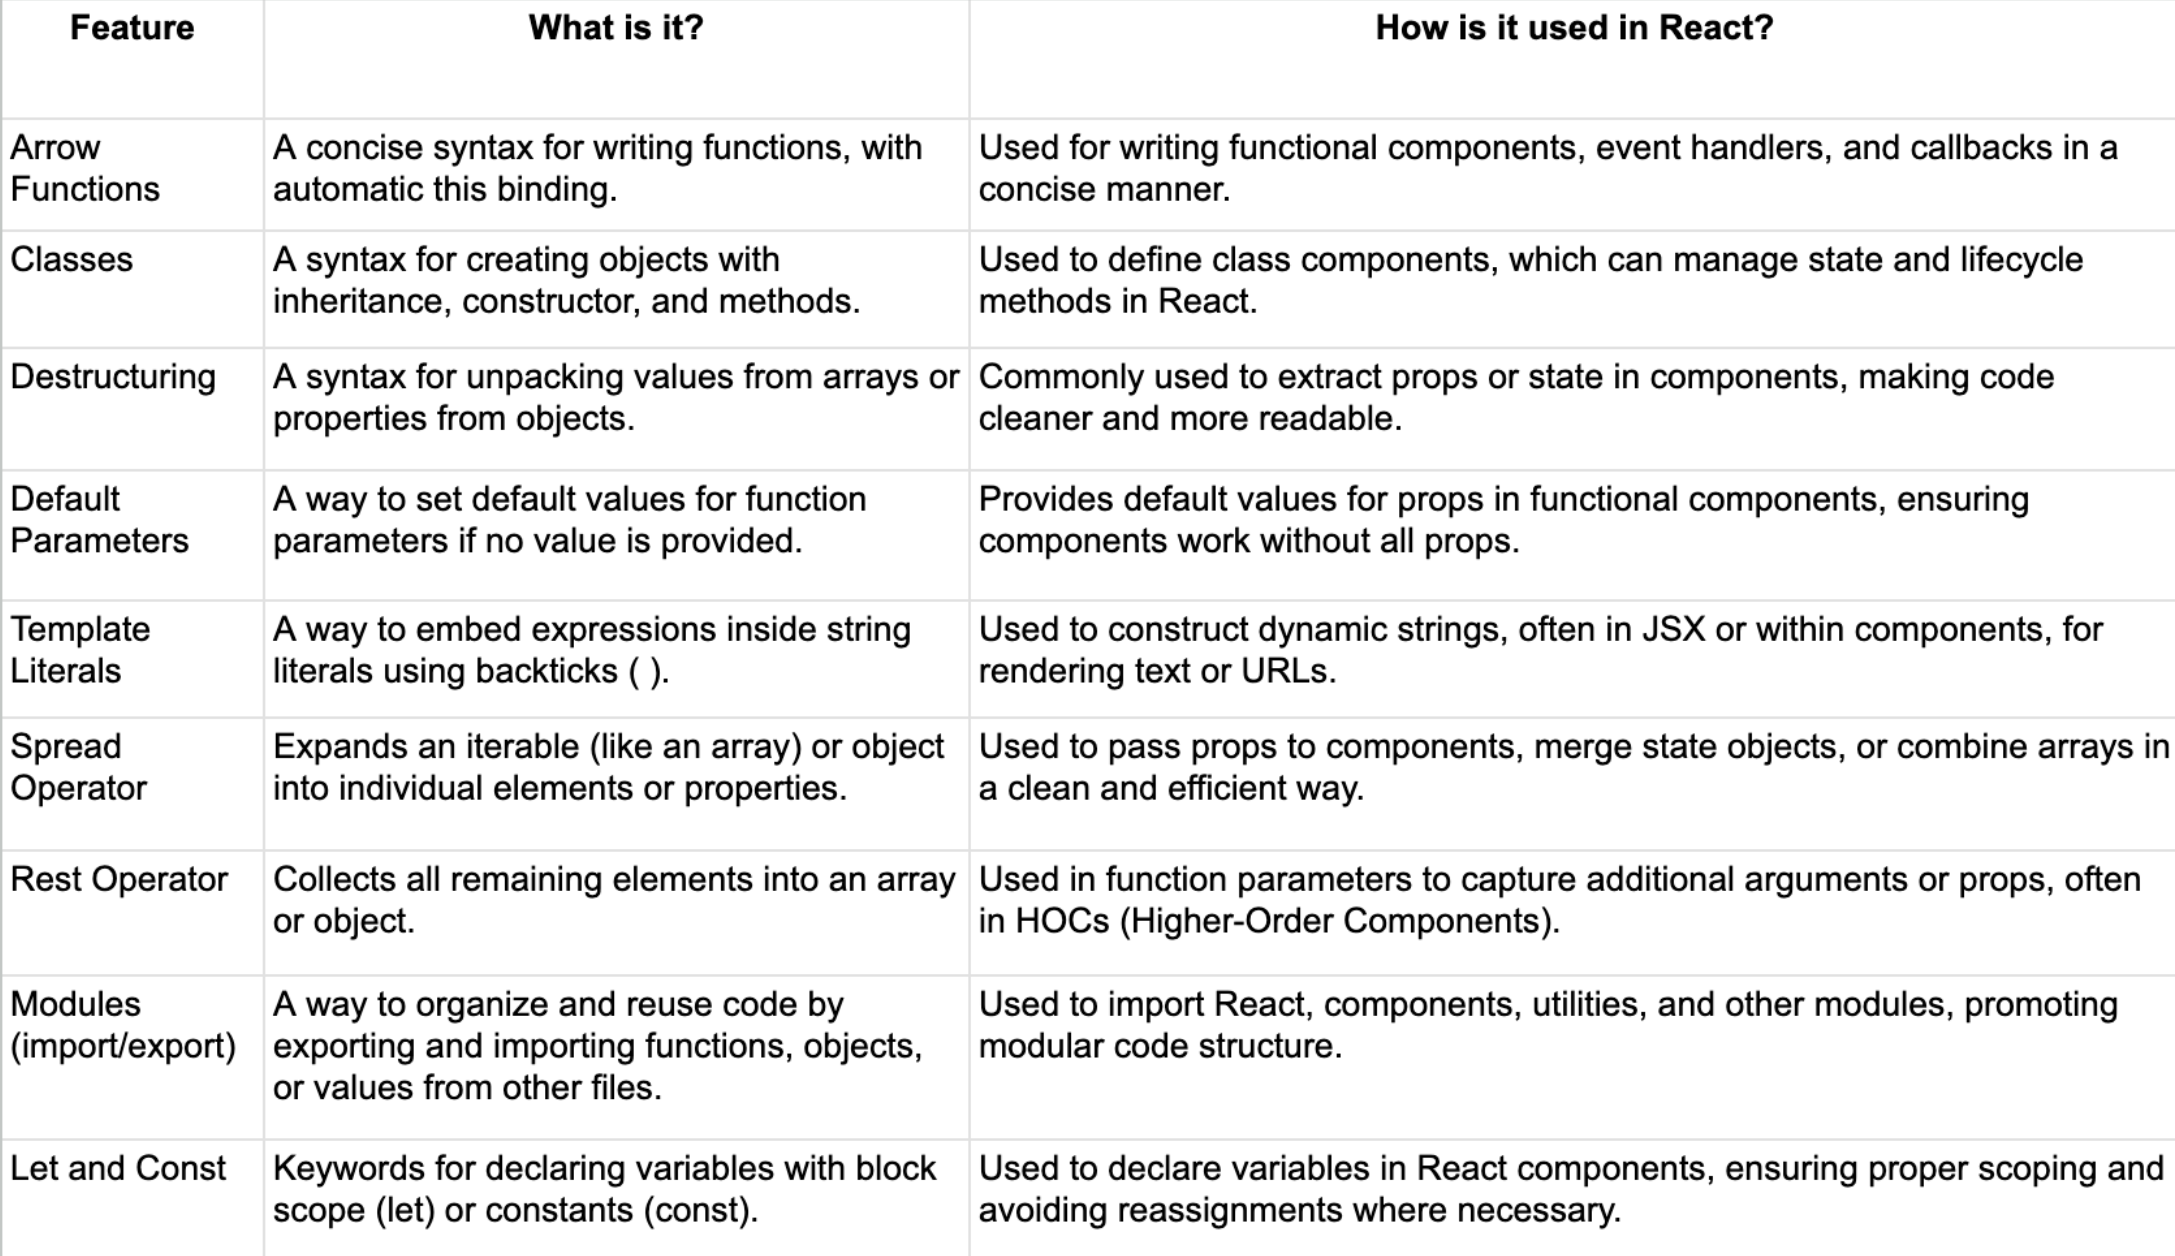 Feature
What is it?
How is it used in React?
Arrow
Functions
A concise syntax for writing functions, with
automatic this binding.
Used for writing functional components, event handlers, and callbacks in a
concise manner.
Classes
A syntax for creating objects with
inheritance, constructor, and methods.
Used to define class components, which can manage state and lifecycle
methods in React.
Destructuring
A syntax for unpacking values from arrays or
properties from objects.
Commonly used to extract props or state in components, making code
cleaner and more readable.
Default
Parameters
A way to set default values for function
parameters if no value is provided.
Provides default values for props in functional components, ensuring
components work without all props.
Template
Literals
A way to embed expressions inside string
literals using backticks ( ).
Used to construct dynamic strings, often in JSX or within components, for
rendering text or URLs.
Spread
Operator
Expands an iterable (like an array) or object
into individual elements or properties.
Used to pass props to components, merge state objects, or combine arrays in
a clean and efficient way.
Rest Operator
Collects all remaining elements into an array
or object.
Used in function parameters to capture additional arguments or props, often
in HOCs (Higher-Order Components).
Modules
(import/export)
A way to organize and reuse code by
exporting and importing functions, objects,
or values from other files.
Used to import React, components, utilities, and other modules, promoting
modular code structure.
Let and Const
Keywords for declaring variables with block
scope (let) or constants (const).
Used to declare variables in React components, ensuring proper scoping and
avoiding reassignments where necessary.